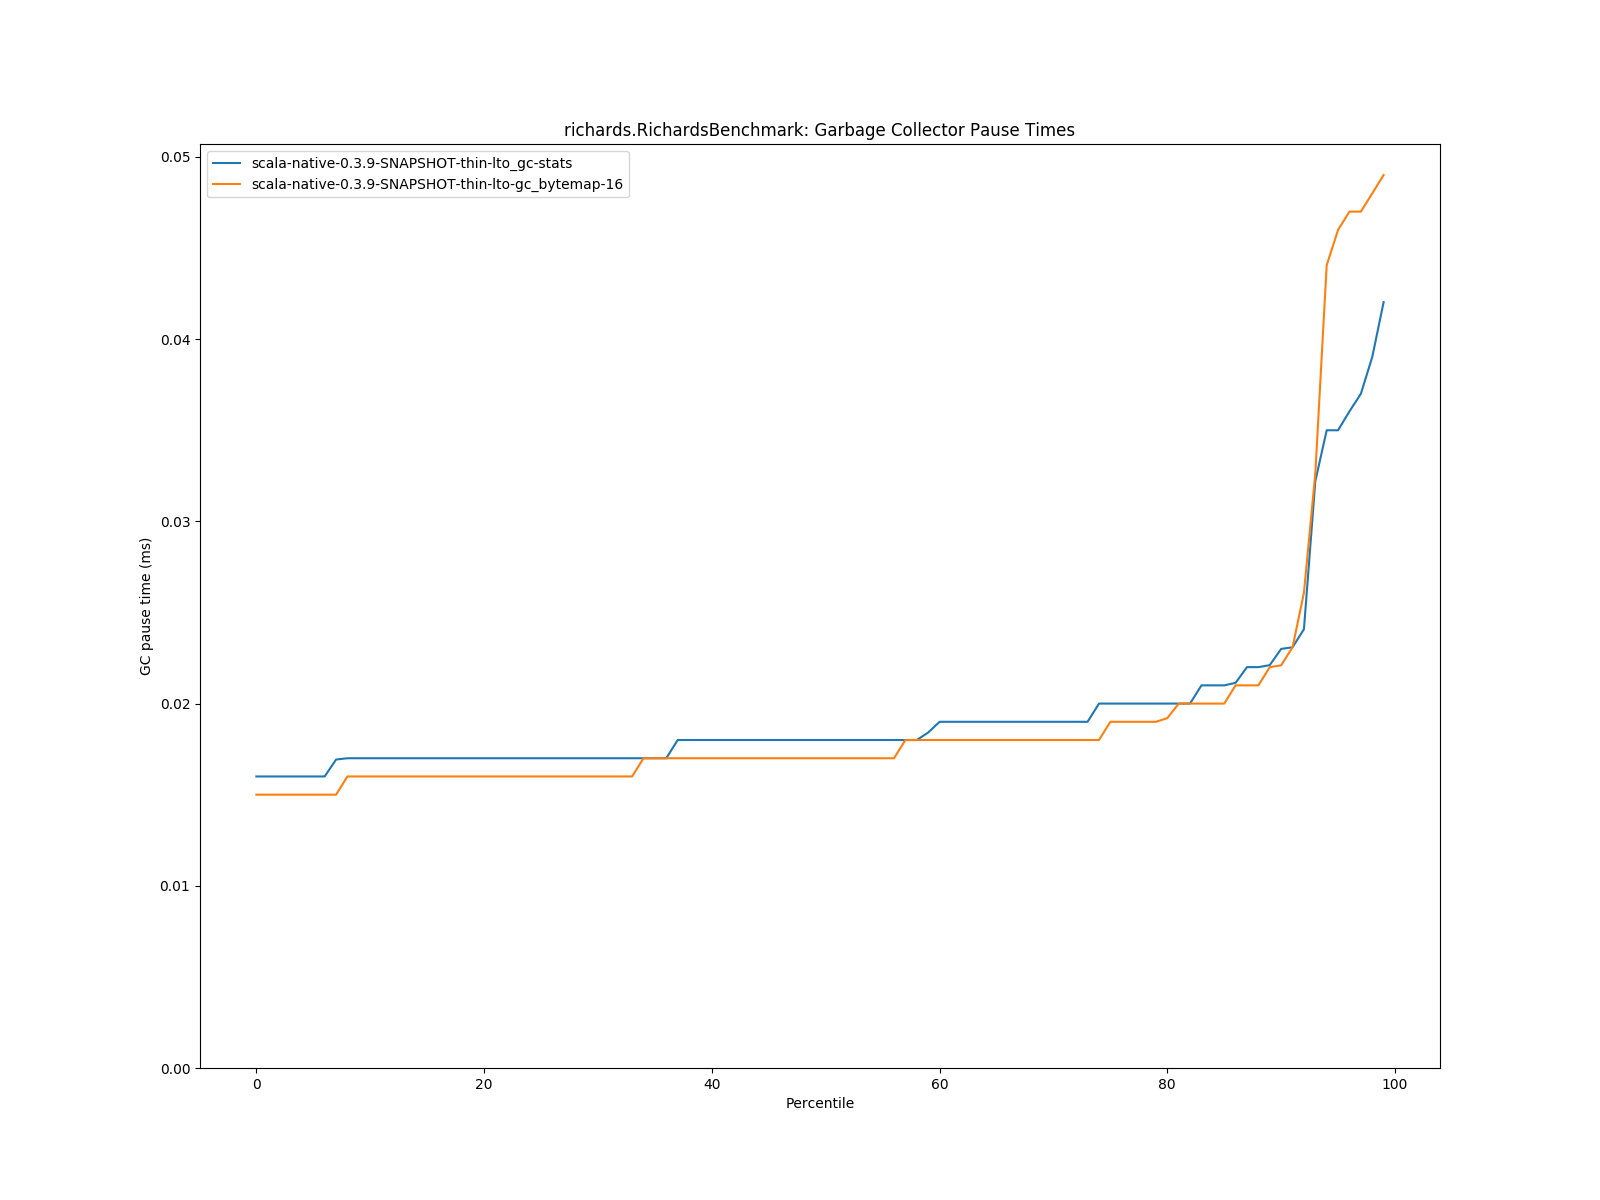 richards.RichardsBenchmark: Garbage Collector Pause Times
scala-native-0.3.9-SNAPSHOT-thin-lto_gc-stats
scala-native-0.3.9-SNAPSHOT-thin-lto-gc_bytemap-16
GC pause time (ms)
0.05
0.04
0.03
0.02
0.01
0.00
0 20 40 60 80 100
Percentile